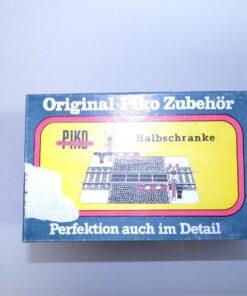 Original Piko Zubehör
PIKO
Halbschranke
Perfektion auch im Detail